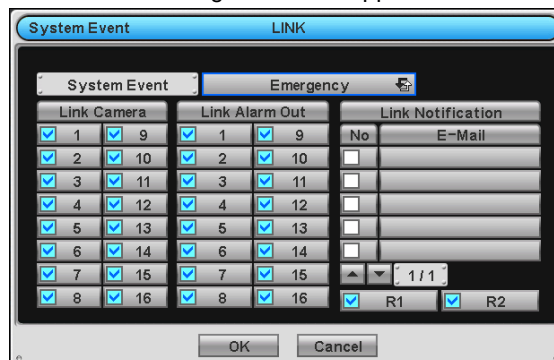 System Event LINK
System Event Emergency
Link Camera Link Alarm Out Link Notification
1 9 1 9 No E-Mail
2 10 2 10
3 11 3 11
4 12 4 12
5 13 5 13
6 14 6 14
7 15 7 15 1/1
8 16 8 16 R1 R2
OK Cancel